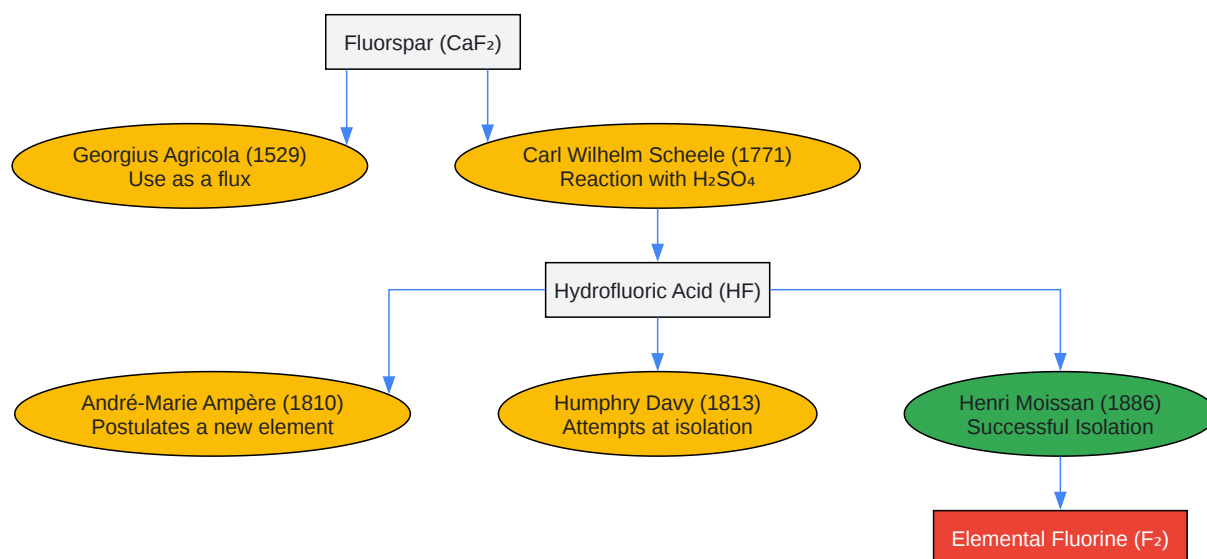 Fluorspar (CaF₂)
Georgius Agricola (1529)
Use as a flux
Carl Wilhelm Scheele (1771)
Reaction with H₂SO₄
Hydrofluoric Acid (HF)
André-Marie Ampère (1810)
Postulates a new element
Humphry Davy (1813)
Attempts at isolation
Henri Moissan (1886)
Successful Isolation
Elemental Fluorine (F₂)